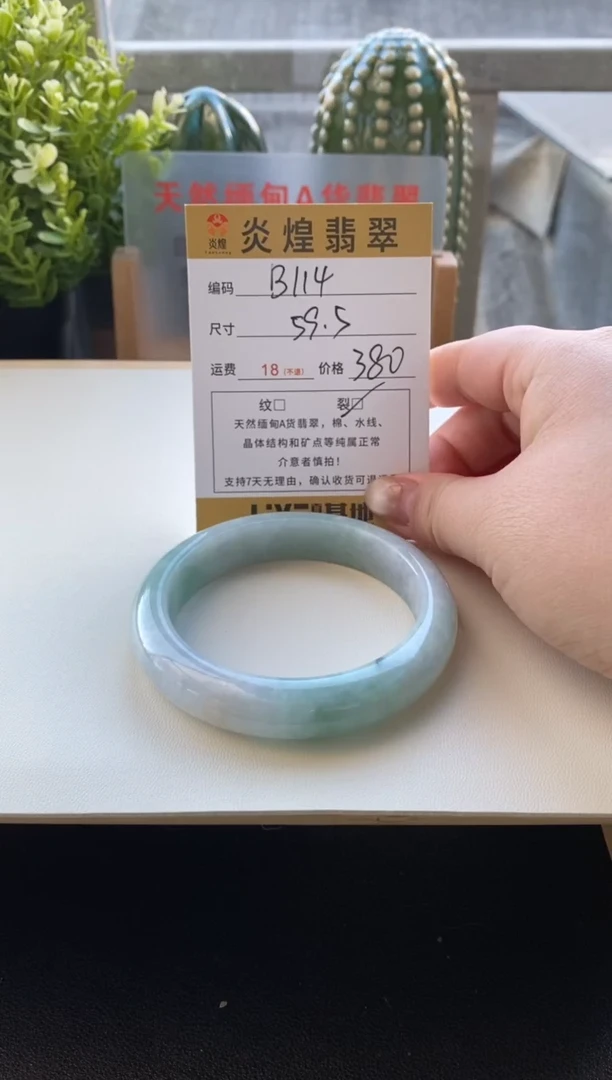 天然缅甸A货翡翠
炎煌 炎煌翡翠
编码 B114
尺寸 59.5
运费 18(不退) 价格 380
纹□ 裂□
天然缅甸A货翡翠，棉、水线、
晶体结构和矿点等纯属正常
介意者慎拍！
支持7天无理由，确认收货可退
基地